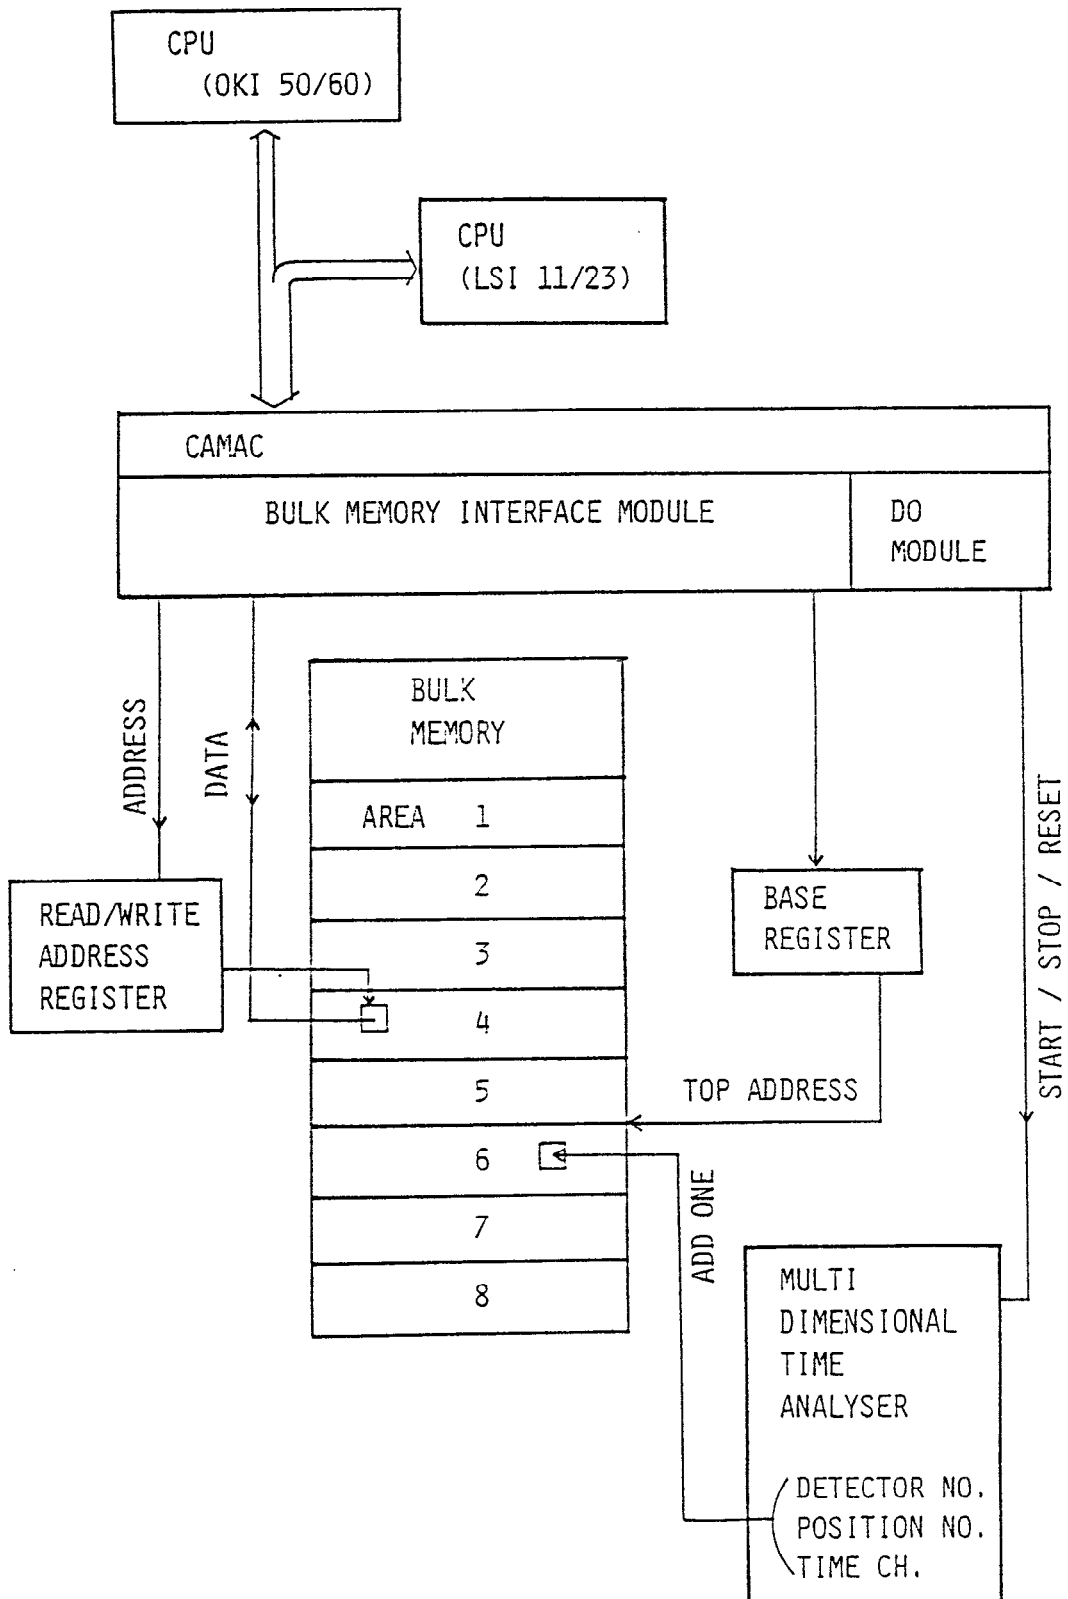 CPU
(OKI 50/60)
CPU
(LSI 11/23)
CAMAC
BULK MEMORY INTERFACE MODULE
DO
MODULE
ADDRESS
DATA
BULK
MEMORY
AREA 1
2
3
4
5
6
7
8
READ/WRITE
ADDRESS
REGISTER
BASE
REGISTER
TOP ADDRESS
START / STOP / RESET
ADD ONE
MULTI
DIMENSIONAL
TIME
ANALYSER
DETECTOR NO.
POSITION NO.
TIME CH.